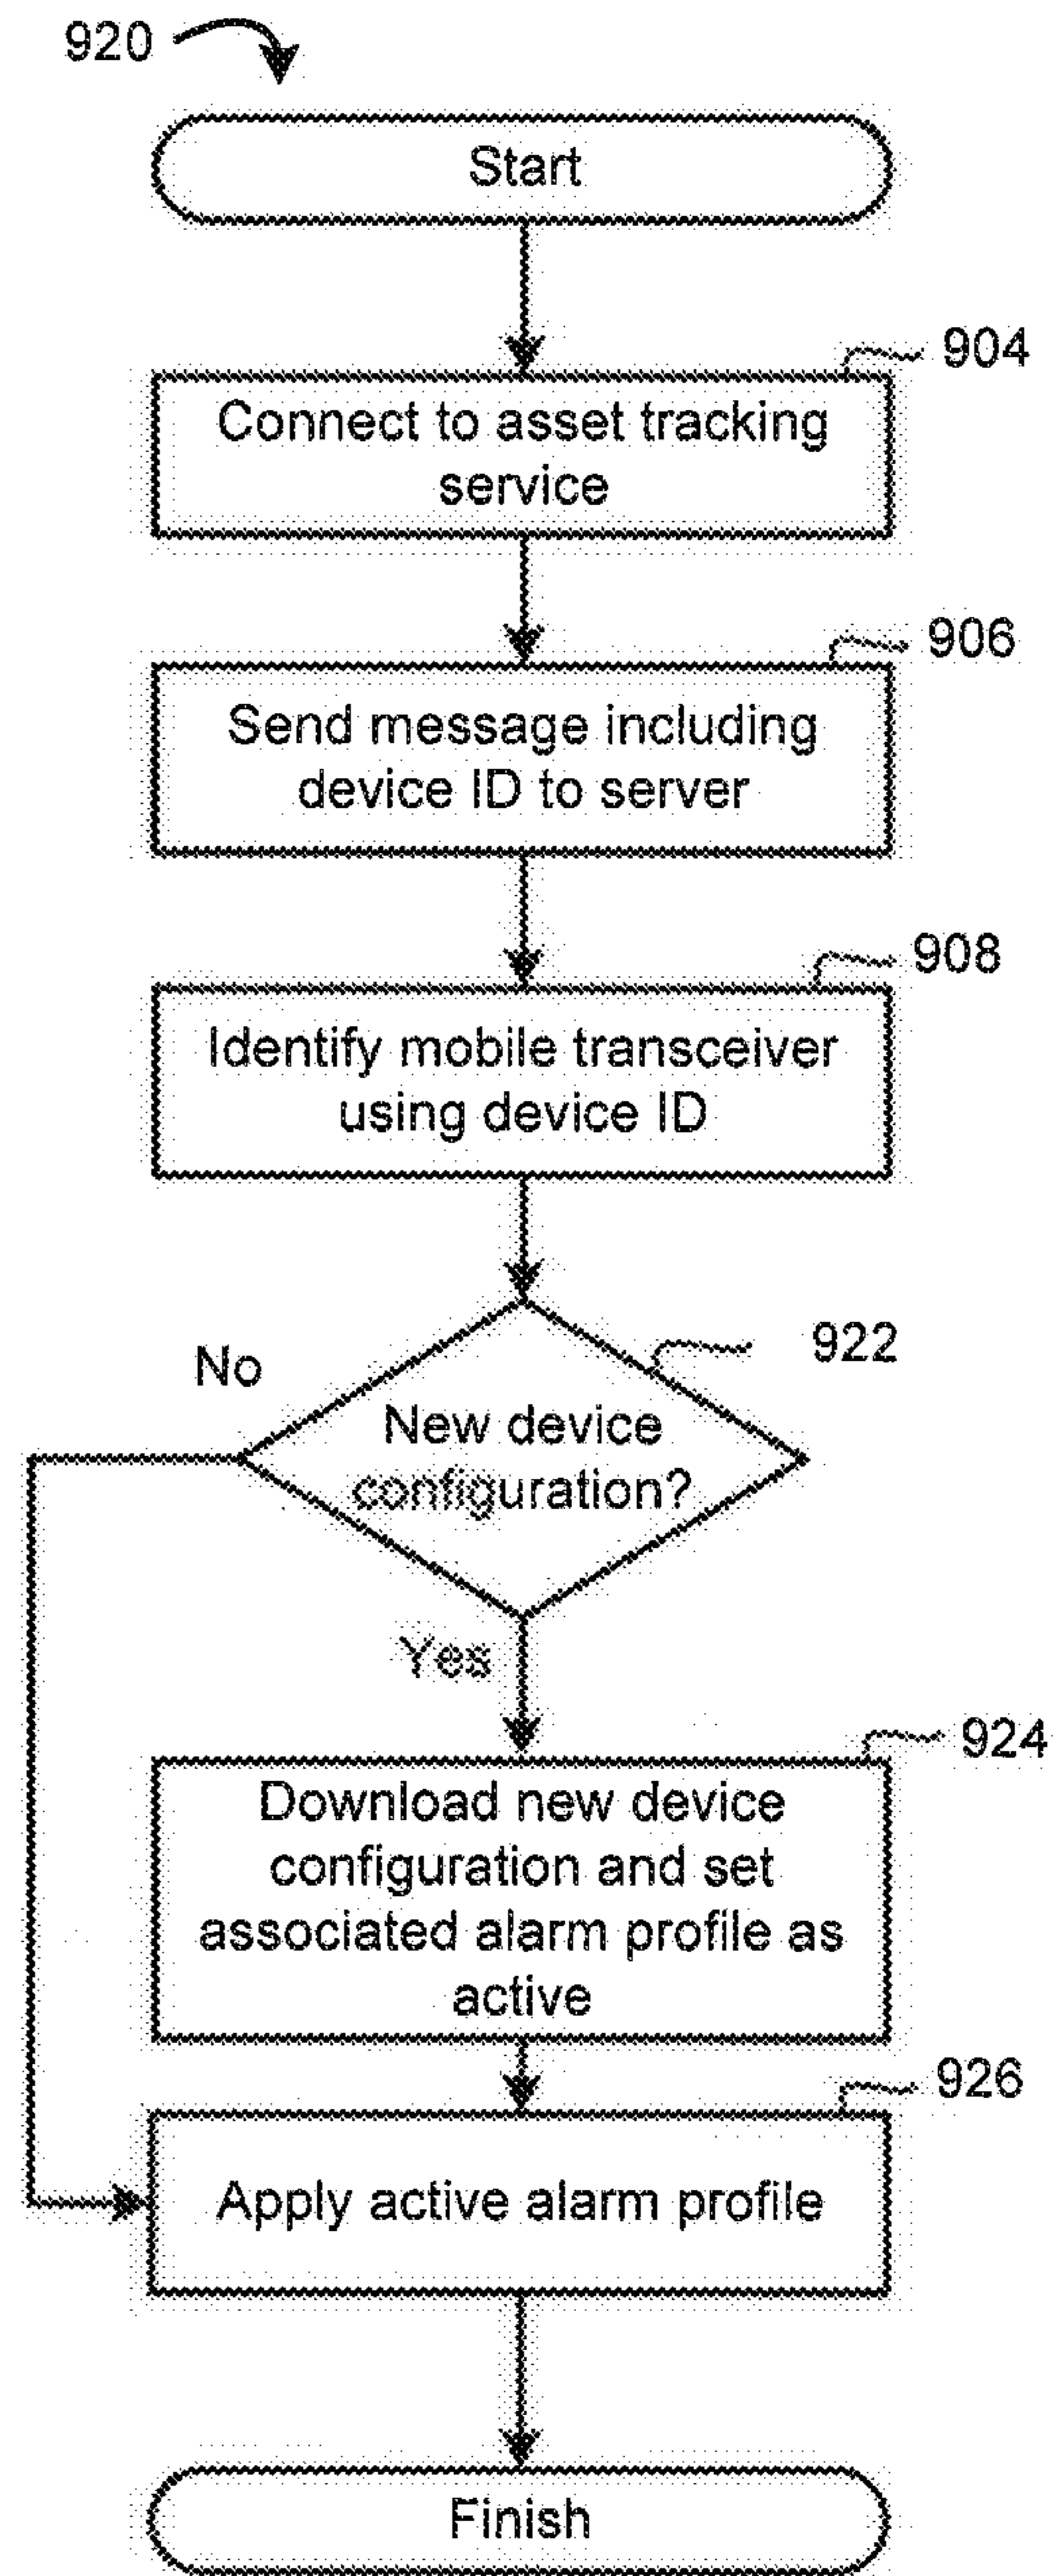 920
Start
904
Connect to asset tracking
service
906
Send message including
device ID to server
908
Identify mobile transceiver
using device ID
922
No
New device
configuration?
Yes
924
Download new device
configuration and set
associated alarm profile as
active
926
Apply active alarm profile
Finish